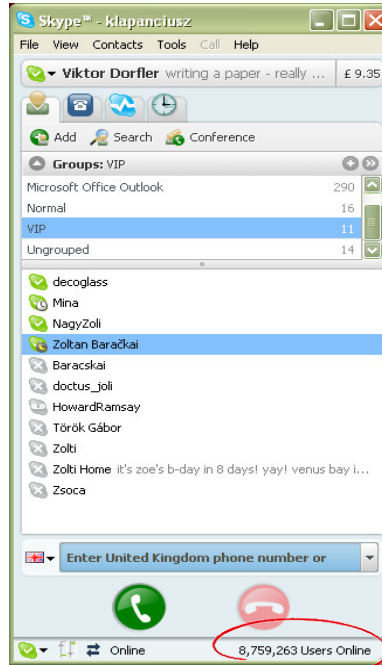 Skype™ - klapanciusz
File View Contacts Tools Call Help
Viktor Dorfler writing a paper - really ... £ 9.35
Add Search Conference
Groups: VIP
Microsoft Office Outlook 290
Normal 16
VIP 11
Ungrouped 14
decoglass
Mina
NagyZoli
Zoltan Baračkai
Baracskai
doctus_joli
HowardRamsay
Török Gábor
Zolti
Zolti Home it's zoe's b-day in 8 days! yay! venus bay i...
Zsoca
Enter United Kingdom phone number or
Online 8,759,263 Users Online